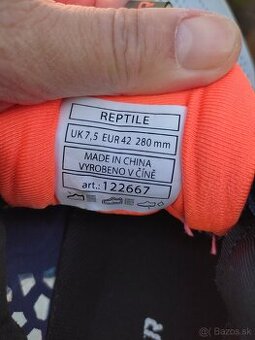 REPTILE
UK 7,5 EUR 42 280 mm
MADE IN CHINA
VYROBENO V ČÍNĚ
art.: 122667
R
© Bazos.sk